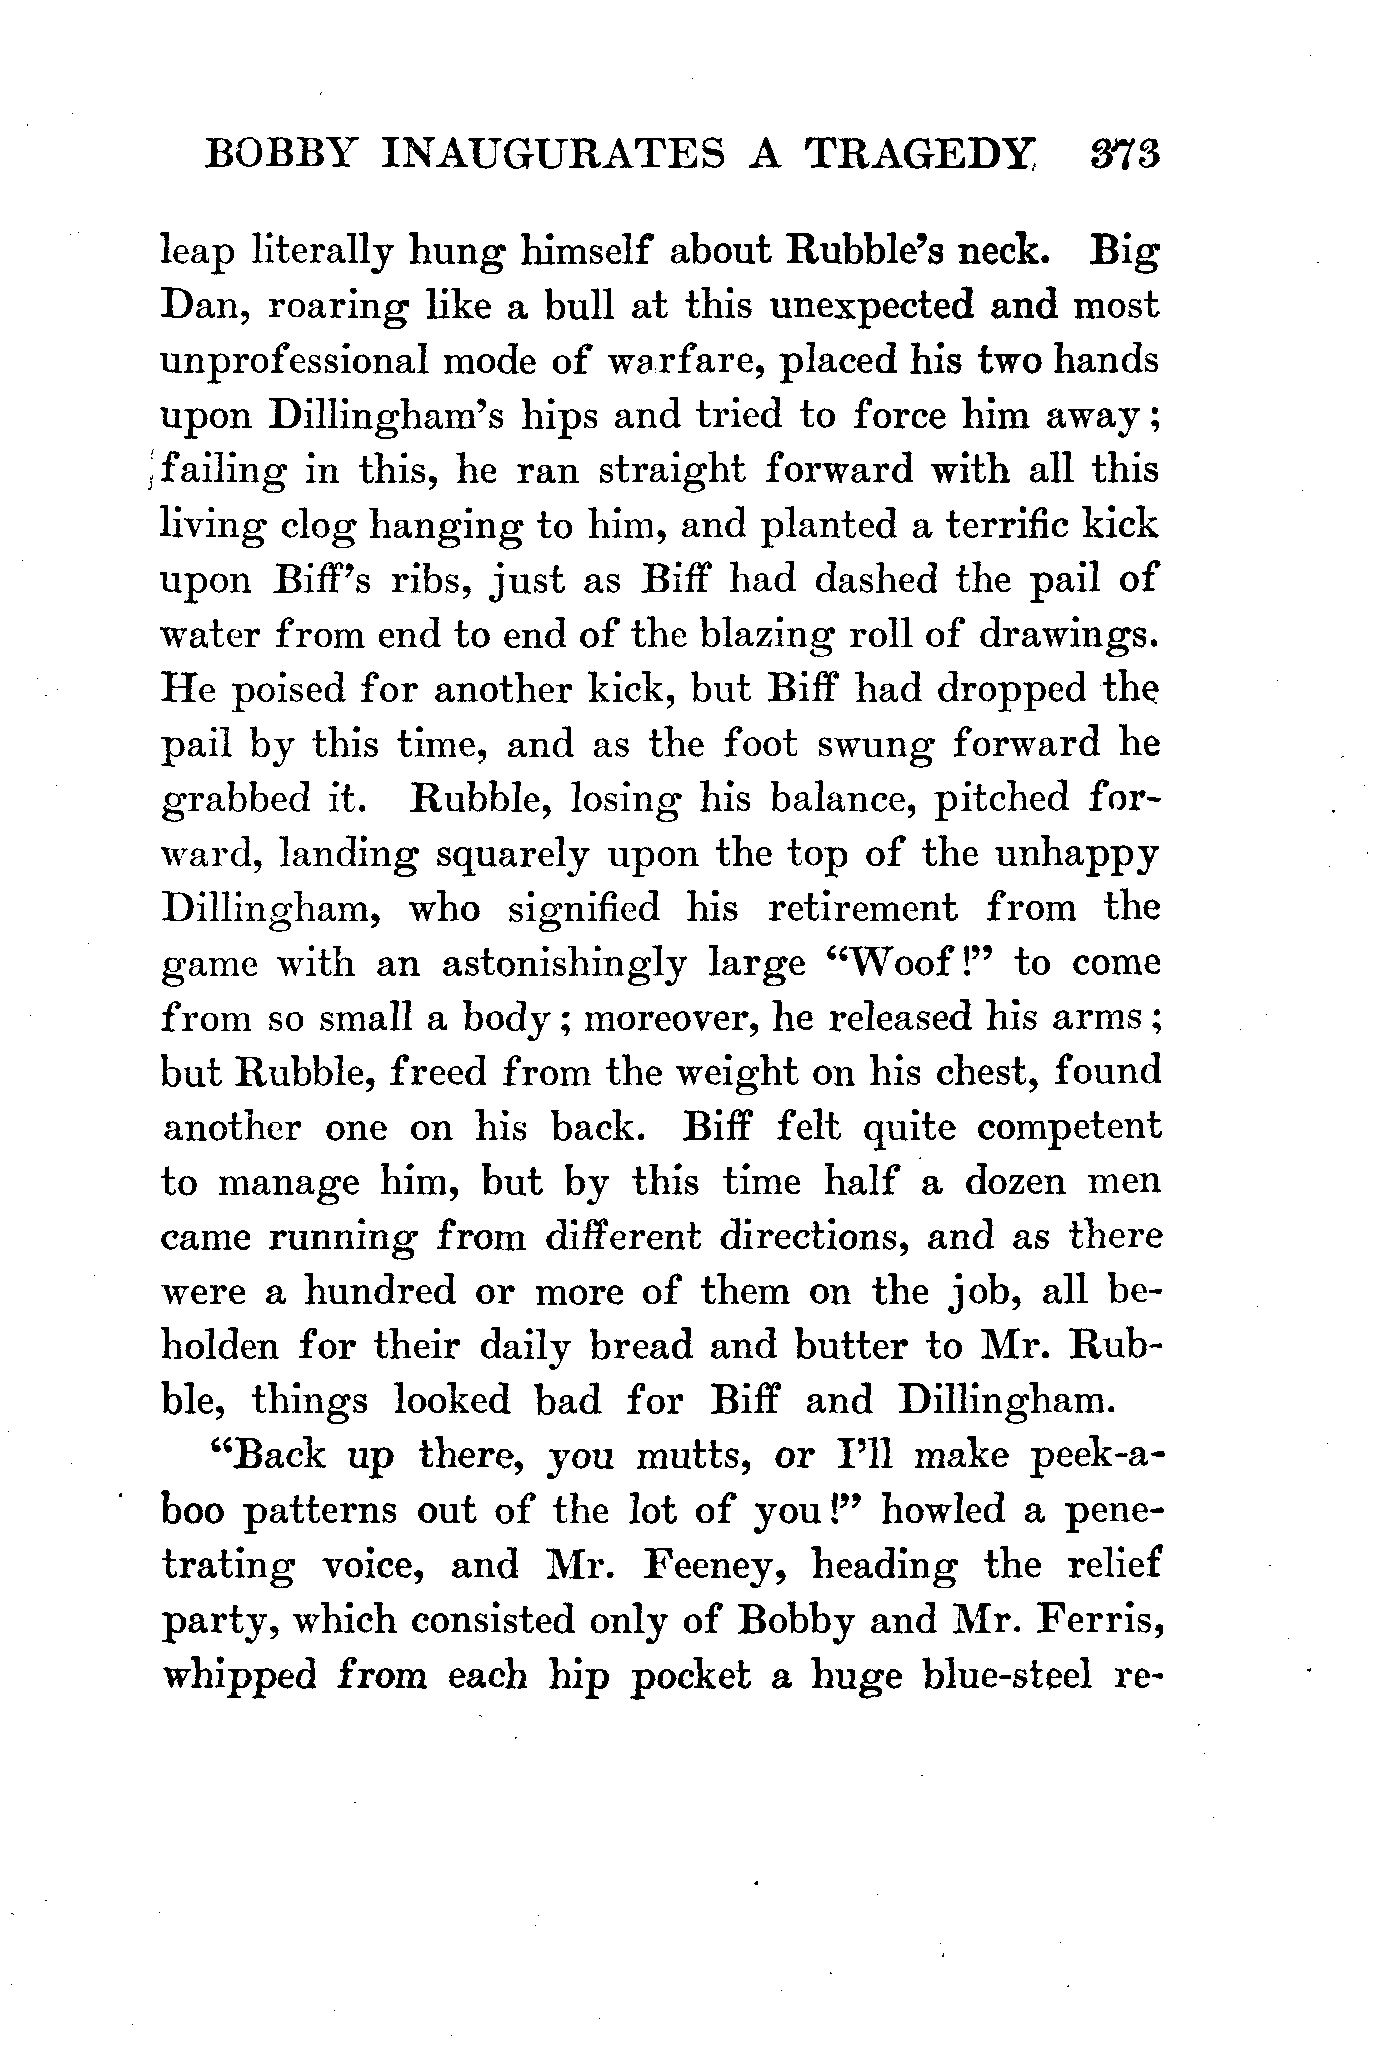 BOBBY INAUGURATES A TRAGEDY 373
leap literally hung himself about Rubble's neck. Big
Dan, roaring like a bull at this unexpected and most
unprofessional mode of warfare, placed his two hands
upon Dillingham's hips and tried to force him away;
failing in this, he ran straight forward with all this
living clog hanging to him, and planted a terrific kick
upon Biff's ribs, just as Biff had dashed the pail of
water from end to end of the blazing roll of drawings.
He poised for another kick, but Biff had dropped the
pail by this time, and as the foot swung forward he
grabbed it. Rubble, losing his balance, pitched for-
ward, landing squarely upon the top of the unhappy
Dillingham, who signified his retirement from the
game with an astonishingly large “Woof!” to come
from so small a body; moreover, he released his arms;
but Rubble, freed from the weight on his chest, found
another one on his back. Biff felt quite competent
to manage him, but by this time half a dozen men
came running from different directions, and as there
were a hundred or more of them on the job, all be-
holden for their daily bread and butter to Mr. Rub-
ble, things looked bad for Biff and Dillingham.
“Back up there, you mutts, or I'll make peek-a-
boo patterns out of the lot of you!” howled a pene-
trating voice, and Mr. Feeney, heading the relief
party, which consisted only of Bobby and Mr. Ferris,
whipped from each hip pocket a huge blue-steel re-